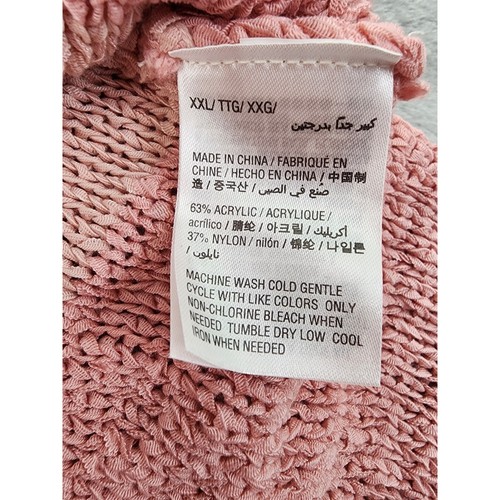 XXL/ TTG/ XXG/
كبير جدًا بدرجتين
MADE IN CHINA / FABRIQUÉ EN
CHINE / HECHO EN CHINA / 中国制
造 / 중국산 / صنع في الصين
63% ACRYLIC / ACRYLIQUE /
acrílico / 腈纶 / 아크릴 / أكريليك
37% NYLON / nilón / 锦纶 / 나일론 /
نايلون /
MACHINE WASH COLD GENTLE
CYCLE WITH LIKE COLORS ONLY
NON-CHLORINE BLEACH WHEN
NEEDED TUMBLE DRY LOW COOL
IRON WHEN NEEDED